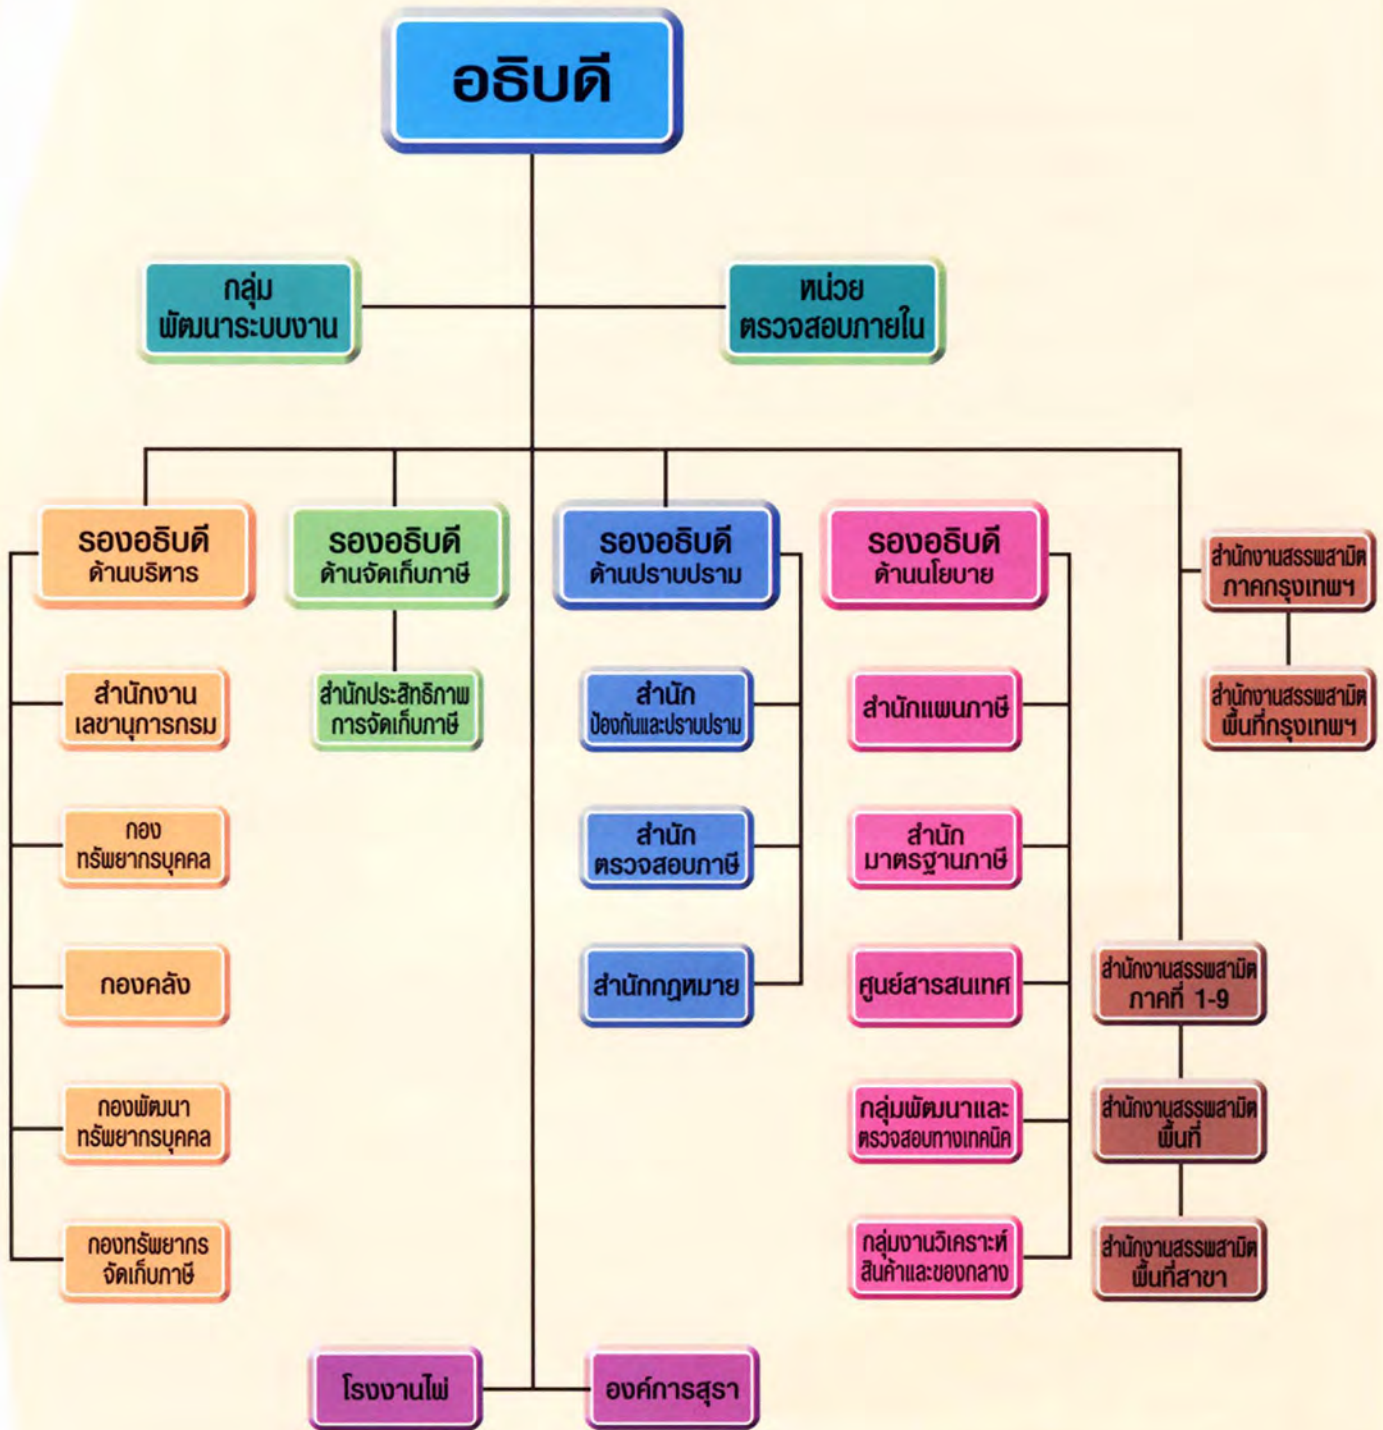 อธิบดี
กลุ่ม
พัฒนาระบบงาน
หน่วย
ตรวจสอบภายใน
รองอธิบดี
ด้านบริหาร
รองอธิบดี
ด้านจัดเก็บภาษี
รองอธิบดี
ด้านปราบปราม
รองอธิบดี
ด้านนโยบาย
สำนักงานสรรพสามิต
ภาคกรุงเทพฯ
สำนักงาน
เลขานุการกรม
สำนักประสิทธิภาพ
การจัดเก็บภาษี
สำนัก
ป้องกันและปราบปราม
สำนักแผนภาษี
สำนักงานสรรพสามิต
พื้นที่กรุงเทพฯ
กอง
ทรัพยากรบุคคล
สำนัก
ตรวจสอบภาษี
สำนัก
มาตรฐานภาษี
กองคลัง
สำนักกฎหมาย
ศูนย์สารสนเทศ
สำนักงานสรรพสามิต
ภาคที่ 1-9
กองพัฒนา
ทรัพยากรบุคคล
กลุ่มพัฒนาและ
ตรวจสอบทางเทคนิค
สำนักงานสรรพสามิต
พื้นที่
กองทรัพยากร
จัดเก็บภาษี
กลุ่มงานวิเคราะห์
สินค้าและของกลาง
สำนักงานสรรพสามิต
พื้นที่สาขา
โรงงานไพ่
องค์การสุรา